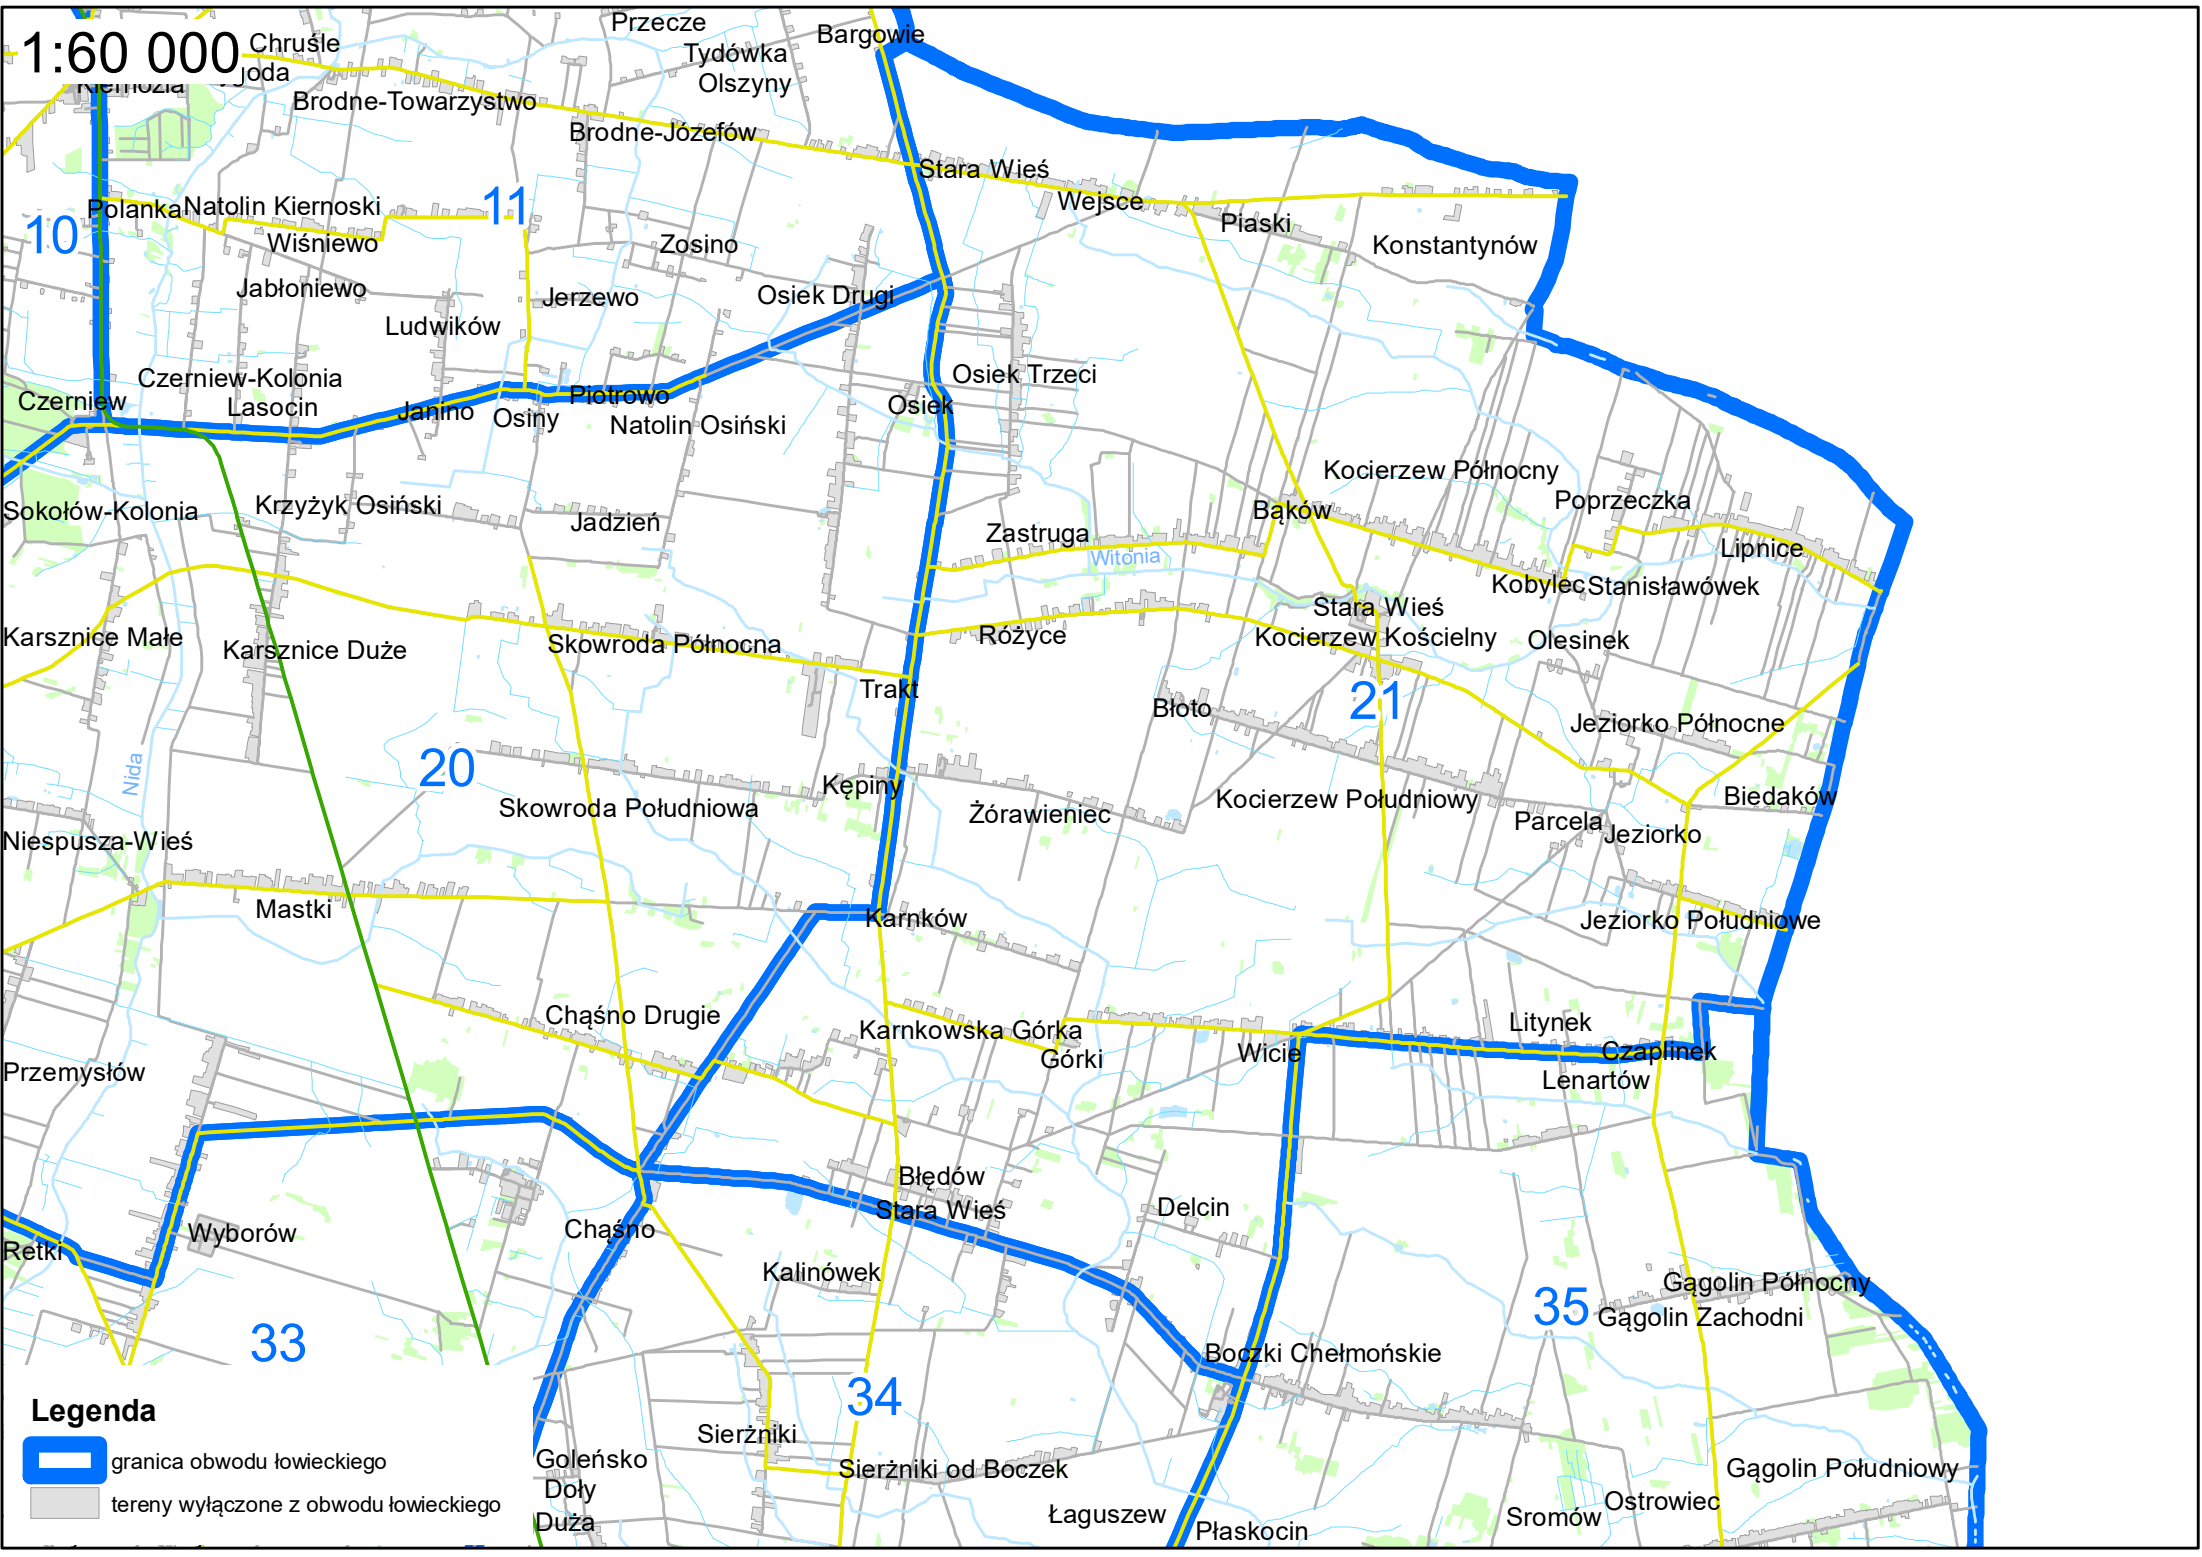 1:60 000
Chruśle
Przecze
Bargowie
Tydówka
Olszyny
Kiernozia
Brodne-Towarzystwo
Brodne-Józefów
Stara Wieś
Wejsce
Piaski
Konstantynów
10
Polanka
Natolin Kiernoski
11
Wiśniewo
Zosino
Jabłoniewo
Jerzewo
Osiek Drugi
Ludwików
Czerniew-Kolonia
Osiek Trzeci
Czerniew
Lasocin
Janino
Osiny
Piotrowo
Osiek
Natolin Osiński
Kocierzew Północny
Poprzeczka
Sokołów-Kolonia
Krzyżyk Osiński
Jadzień
Bąków
Zastruga
Witonia
Lipnice
Kobylec
Stanisławówek
Stara Wieś
Karsznice Małe
Karsznice Duże
Skowroda Północna
Różyce
Kocierzew Kościelny
Olesinek
Trakt
Błoto
21
Jeziorko Północne
Nida
20
Kępiny
Skowroda Południowa
Żórawieniec
Kocierzew Południowy
Biedaków
Parcela
Jeziorko
Niespusza-Wieś
Mastki
Karnków
Jeziorko Południowe
Chąśno Drugie
Karnkowska Górka
Górki
Wicie
Litynek
Czaplinek
Lenartów
Przemysłów
Błędów
Stara Wieś
Delcin
Wyborów
Chąśno
Retki
Kalinówek
Gągolin Północny
35
Gągolin Zachodni
33
Boczki Chełmońskie
34
Legenda
granica obwodu łowieckiego
tereny wyłączone z obwodu łowieckiego
Sierżniki
Goleńsko
Doły
Duża
Sierżniki od Boczek
Gągolin Południowy
Łaguszew
Płaskocin
Sromów
Ostrowiec